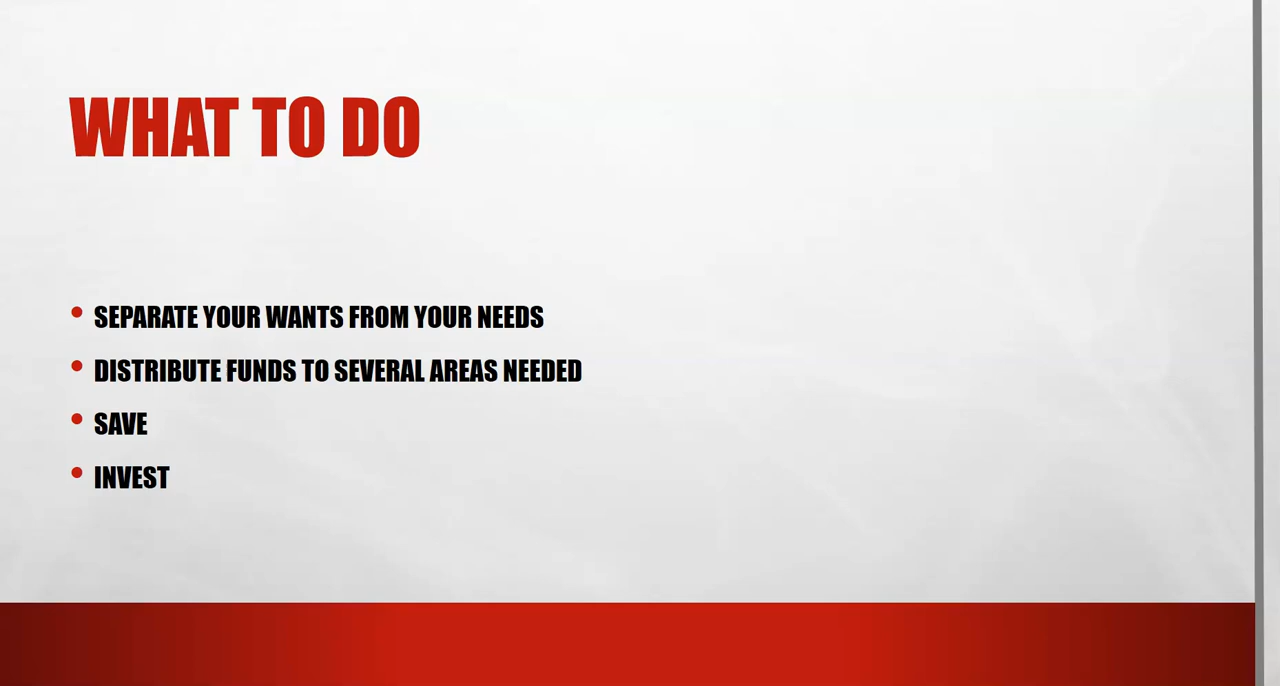 WHAT TO DO
• SEPARATE YOUR WANTS FROM YOUR NEEDS
• DISTRIBUTE FUNDS TO SEVERAL AREAS NEEDED
• SAVE
• INVEST